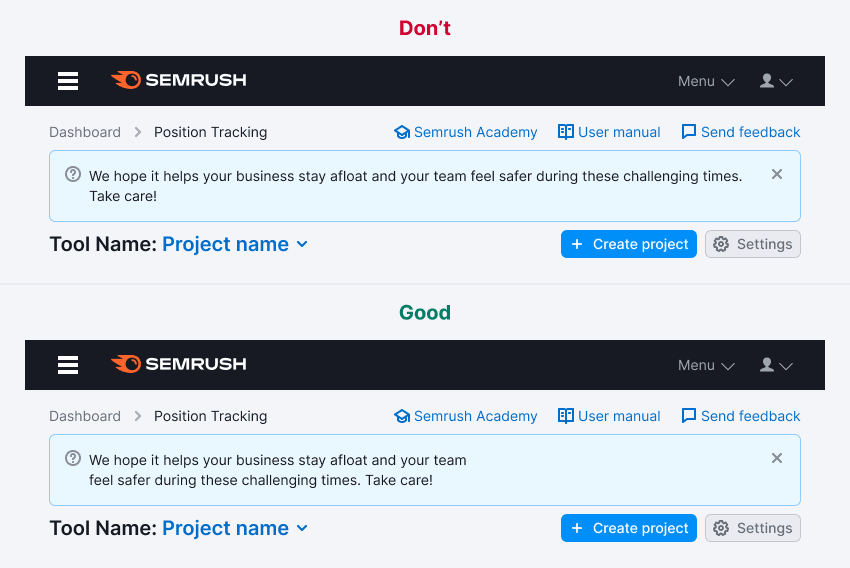 Don’t
SEMRUSH Menu
Dashboard Position Tracking Semrush Academy User manual Send feedback
We hope it helps your business stay afloat and your team feel safer during these challenging times.
Take care!
Tool Name: Project name + Create project Settings
Good
SEMRUSH Menu
Dashboard Position Tracking Semrush Academy User manual Send feedback
We hope it helps your business stay afloat and your team
feel safer during these challenging times. Take care!
Tool Name: Project name + Create project Settings